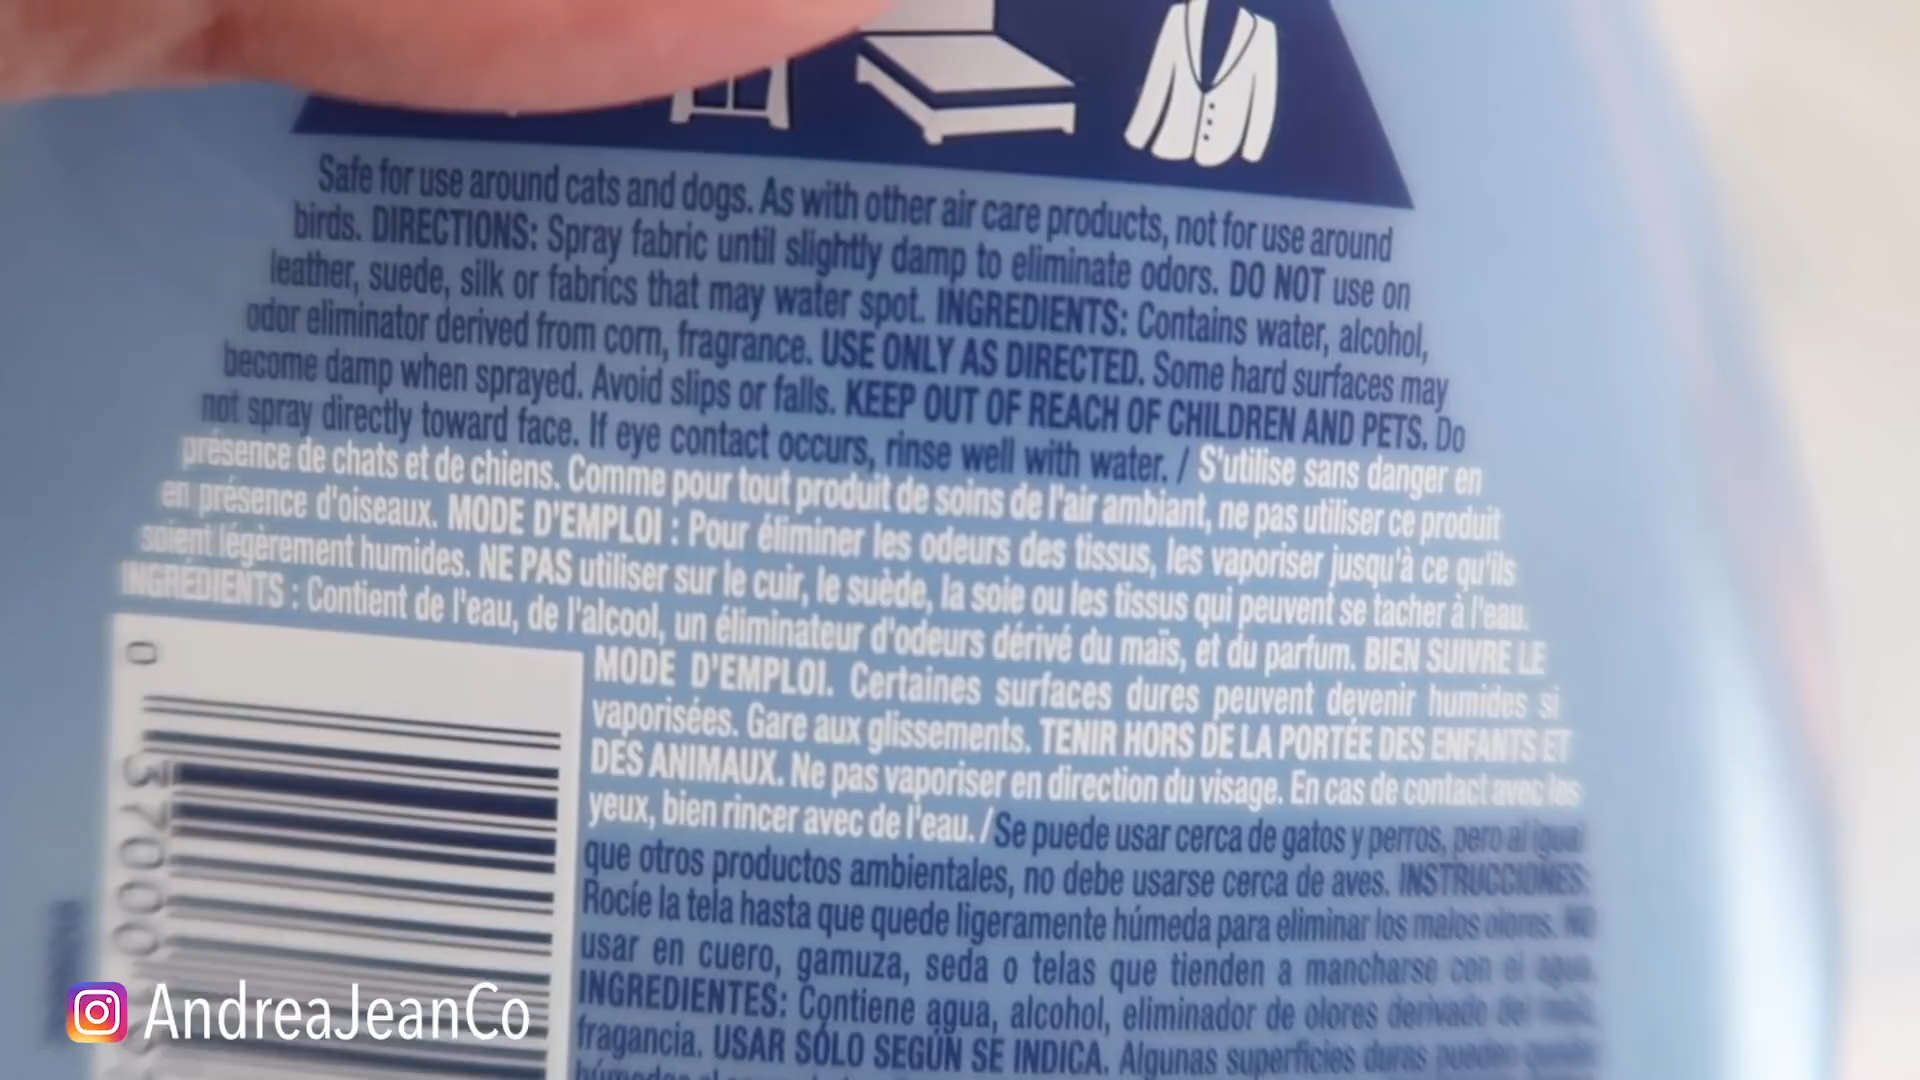 Safe for use around cats and dogs. As with other air care products, not for use around
birds. DIRECTIONS: Spray fabric until slightly damp to eliminate odors. DO NOT use on
leather, suede, silk or fabrics that may water spot. INGREDIENTS: Contains water, alcohol,
odor eliminator derived from corn, fragrance. USE ONLY AS DIRECTED. Some hard surfaces may
become damp when sprayed. Avoid slips or falls. KEEP OUT OF REACH OF CHILDREN AND PETS. Do
not spray directly toward face. If eye contact occurs, rinse well with water. / S'utilise sans danger en
présence de chats et de chiens. Comme pour tout produit de soins de l'air ambiant, ne pas utiliser ce produit
en présence d'oiseaux. MODE D'EMPLOI : Pour éliminer les odeurs des tissus, les vaporiser jusqu'à ce qu'ils
soient légèrement humides. NE PAS utiliser sur le cuir, le suède, la soie ou les tissus qui peuvent se tacher à l'eau.
INGRÉDIENTS : Contient de l'eau, de l'alcool, un éliminateur d'odeurs dérivé du maïs, et du parfum. BIEN SUIVRE LE
MODE D'EMPLOI. Certaines surfaces dures peuvent devenir humides si
vaporisées. Gare aux glissements. TENIR HORS DE LA PORTÉE DES ENFANTS ET
DES ANIMAUX. Ne pas vaporiser en direction du visage. En cas de contact avec les
yeux, bien rincer avec de l'eau. / Se puede usar cerca de gatos y perros, pero al igual
que otros productos ambientales, no debe usarse cerca de aves. INSTRUCCIONES:
Rocíe la tela hasta que quede ligeramente húmeda para eliminar los malos olores. NO
usar en cuero, gamuza, seda o telas que tienden a mancharse con el agua.
INGREDIENTES: Contiene agua, alcohol, eliminador de olores derivado del
fragancia. USAR SÓLO SEGÚN SE INDICA. Algunas superficies duras pueden
0 37000
AndreaJeanCo